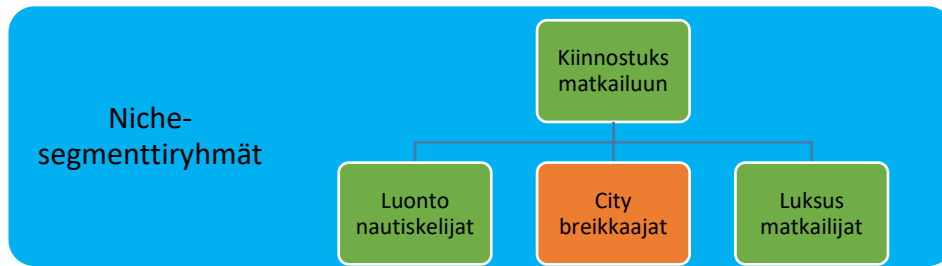 Niche-
segmenttiryhmät
Kiinnostuks
matkailuun
Luonto
nautiskelijat
City
breikkaajat
Luksus
matkailijat